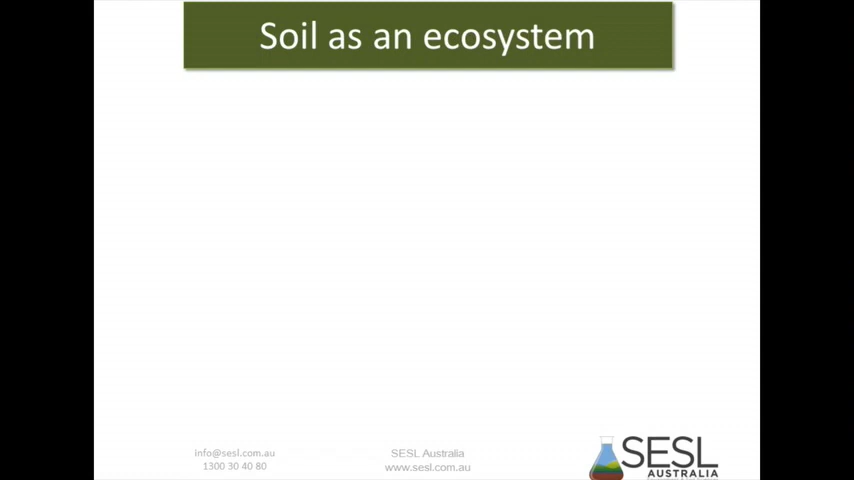 Soil as an ecosystem
info@sesl.com.au
1300 30 40 80
SESL Australia
www.sesl.com.au
SESL
AUSTRALIA